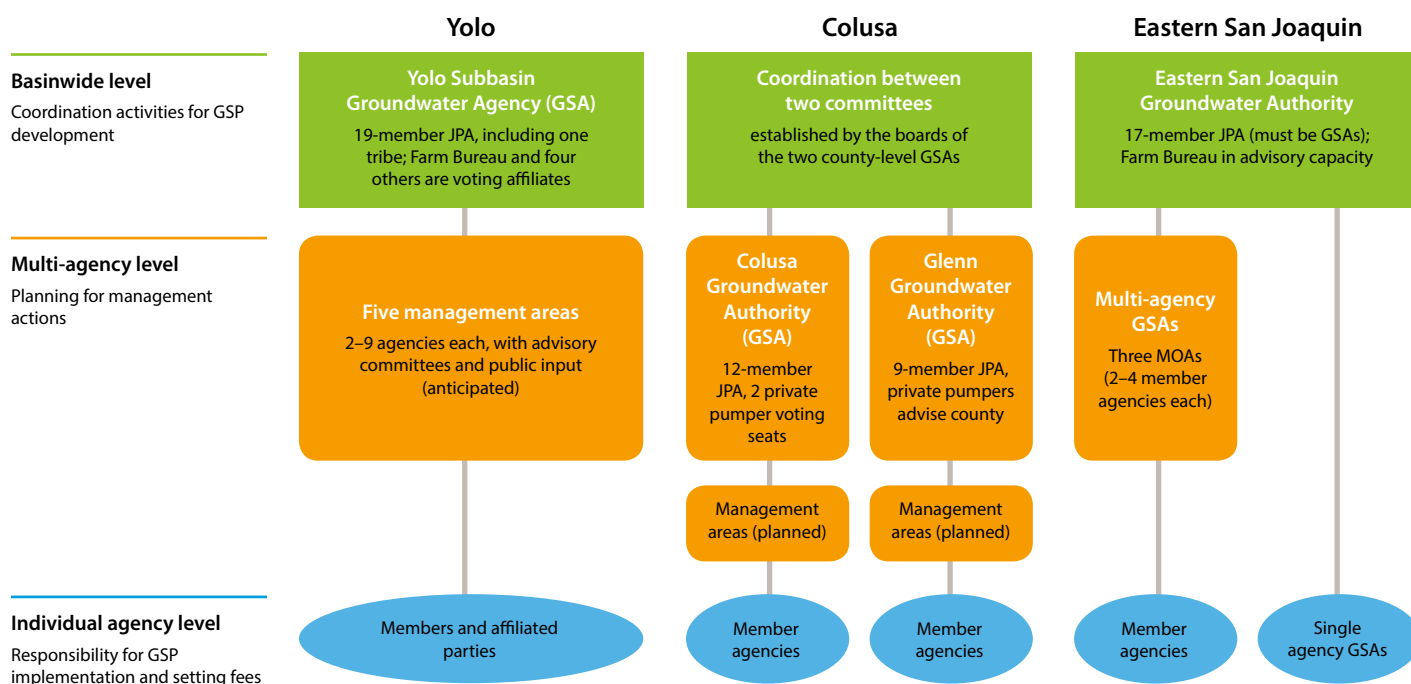 Yolo
Colusa
Eastern San Joaquin
Basinwide level
Coordination activities for GSP
development
Yolo Subbasin
Groundwater Agency (GSA)
19-member JPA, including one
tribe; Farm Bureau and four
others are voting affiliates
Coordination between
two committees
established by the boards of
the two county-level GSAs
Eastern San Joaquin
Groundwater Authority
17-member JPA (must be GSAs);
Farm Bureau in advisory capacity
Multi-agency level
Planning for management
actions
Five management areas
2–9 agencies each, with advisory
committees and public input
(anticipated)
Colusa
Groundwater
Authority
(GSA)
12-member
JPA, 2 private
pumper voting
seats
Glenn
Groundwater
Authority
(GSA)
9-member JPA,
private pumpers
advise county
Multi-agency
GSAs
Three MOAs
(2–4 member
agencies each)
Management
areas (planned)
Management
areas (planned)
Individual agency level
Responsibility for GSP
implementation and setting fees
Members and affiliated
parties
Member
agencies
Member
agencies
Member
agencies
Single
agency GSAs